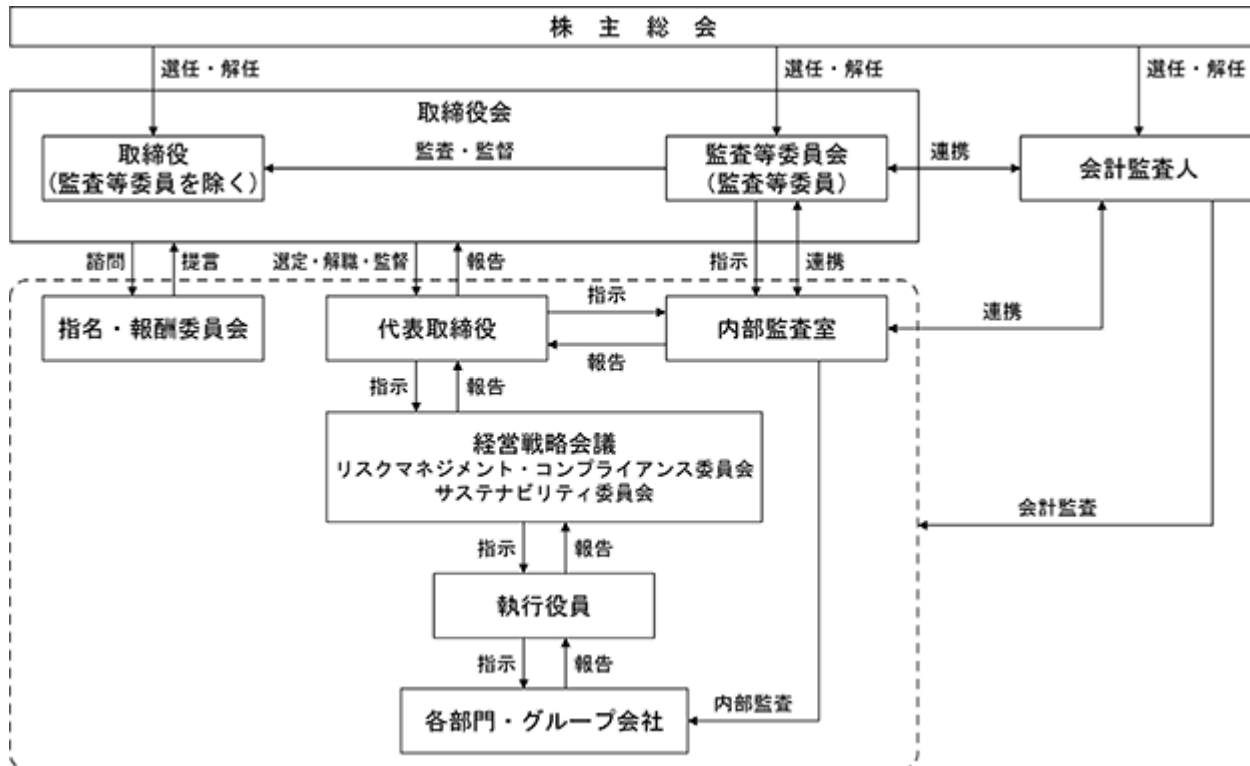 株主総会
選任・解任
選任・解任
選任・解任
取締役会
取締役
(監査等委員を除く)
監査・監督
監査等委員会
(監査等委員)
連携
会計監査人
諮問
提言
選定・解職・監督
報告
指示
連携
指名・報酬委員会
代表取締役
指示
報告
内部監査室
連携
指示
報告
経営戦略会議
リスクマネジメント・コンプライアンス委員会
サステナビリティ委員会
会計監査
指示
報告
執行役員
指示
報告
内部監査
各部門・グループ会社